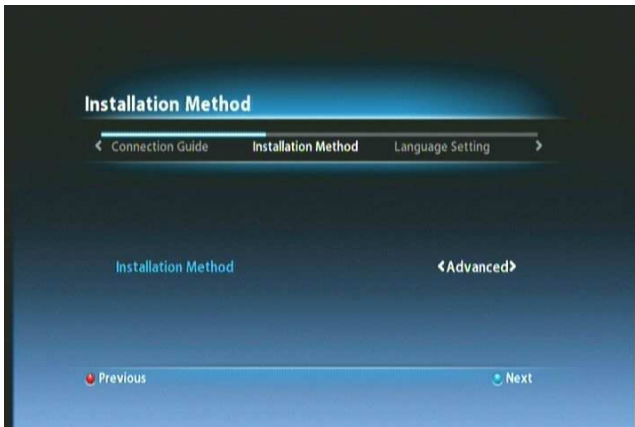 Installation Method
< Connection Guide Installation Method Language Setting >
Installation Method <Advanced>
Previous Next